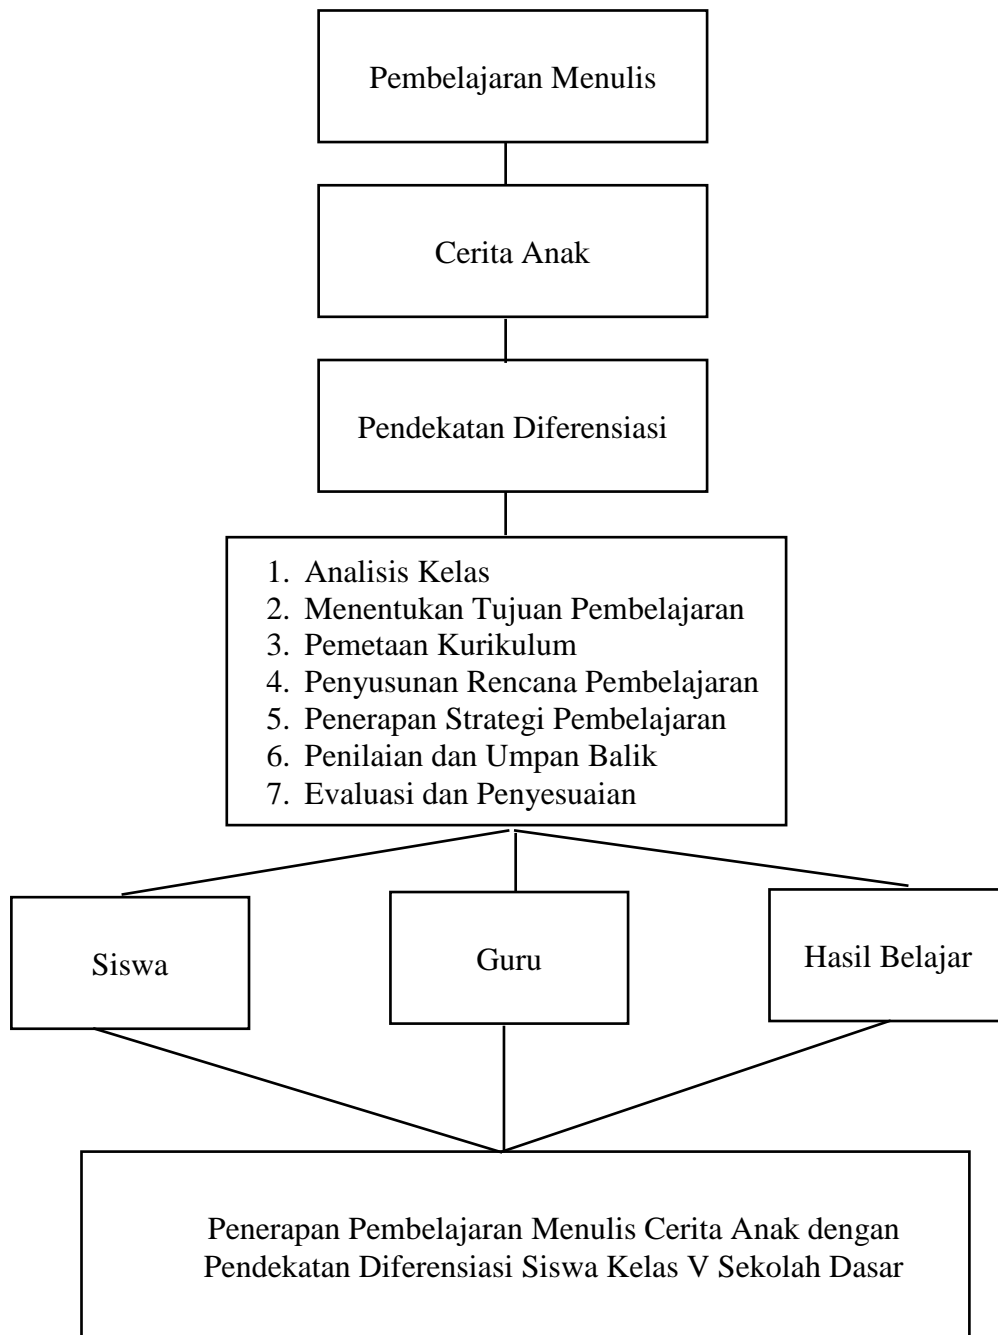 Pembelajaran Menulis
Cerita Anak
Pendekatan Diferensiasi
1. Analisis Kelas
2. Menentukan Tujuan Pembelajaran
3. Pemetaan Kurikulum
4. Penyusunan Rencana Pembelajaran
5. Penerapan Strategi Pembelajaran
6. Penilaian dan Umpan Balik
7. Evaluasi dan Penyesuaian
Siswa
Guru
Hasil Belajar
Penerapan Pembelajaran Menulis Cerita Anak dengan
Pendekatan Diferensiasi Siswa Kelas V Sekolah Dasar